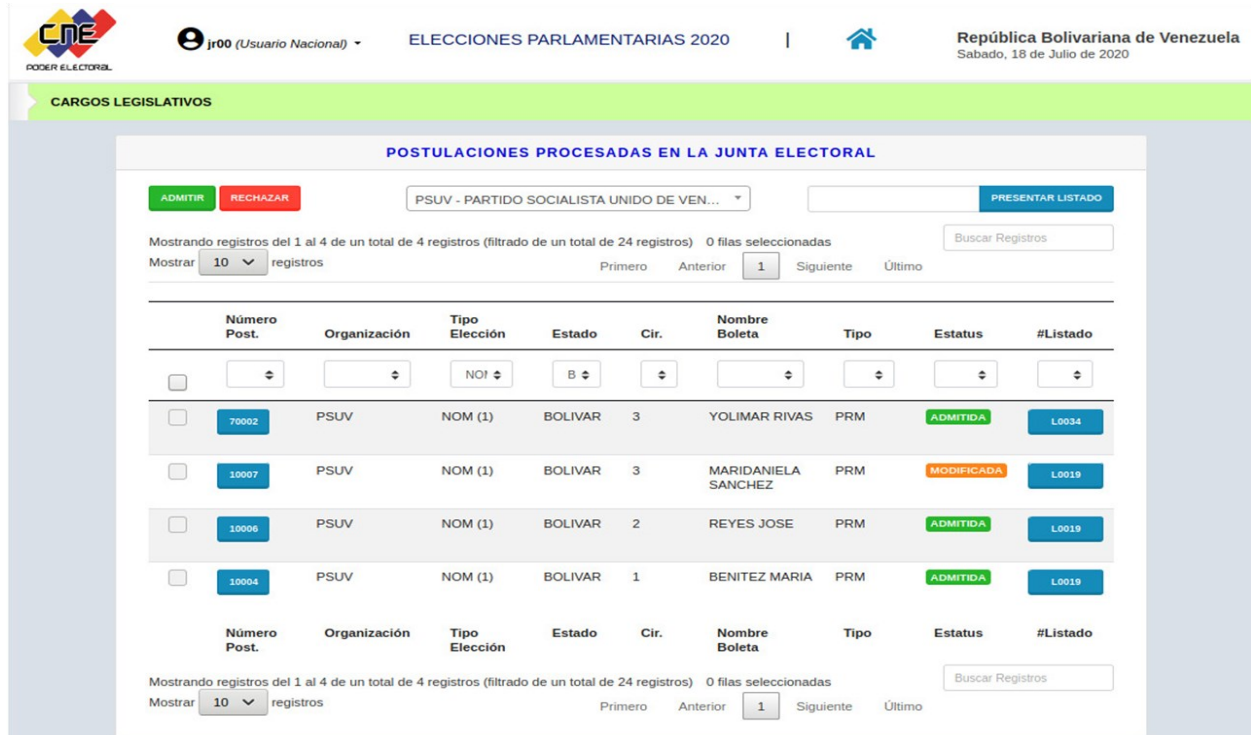 CNE
PODER ELECTORAL
jr00 (Usuario Nacional)
ELECCIONES PARLAMENTARIAS 2020 |
República Bolivariana de Venezuela
Sabado, 18 de Julio de 2020
CARGOS LEGISLATIVOS
POSTULACIONES PROCESADAS EN LA JUNTA ELECTORAL
ADMITIR RECHAZAR PSUV - PARTIDO SOCIALISTA UNIDO DE VEN... PRESENTAR LISTADO
Mostrando registros del 1 al 4 de un total de 4 registros (filtrado de un total de 24 registros) 0 filas seleccionadas
Buscar Registros
Mostrar 10 registros Primero Anterior 1 Siguiente Último
Número Post. Organización Tipo Elección Estado Cir. Nombre Boleta Tipo Estatus #Listado
NOM B
70002 PSUV NOM (1) BOLIVAR 3 YOLIMAR RIVAS PRM ADMITIDA L0034
10007 PSUV NOM (1) BOLIVAR 3 MARIDANIELA SANCHEZ PRM MODIFICADA L0019
10006 PSUV NOM (1) BOLIVAR 2 REYES JOSE PRM ADMITIDA L0019
10004 PSUV NOM (1) BOLIVAR 1 BENITEZ MARIA PRM ADMITIDA L0019
Número Post. Organización Tipo Elección Estado Cir. Nombre Boleta Tipo Estatus #Listado
Mostrando registros del 1 al 4 de un total de 4 registros (filtrado de un total de 24 registros) 0 filas seleccionadas
Buscar Registros
Mostrar 10 registros Primero Anterior 1 Siguiente Último